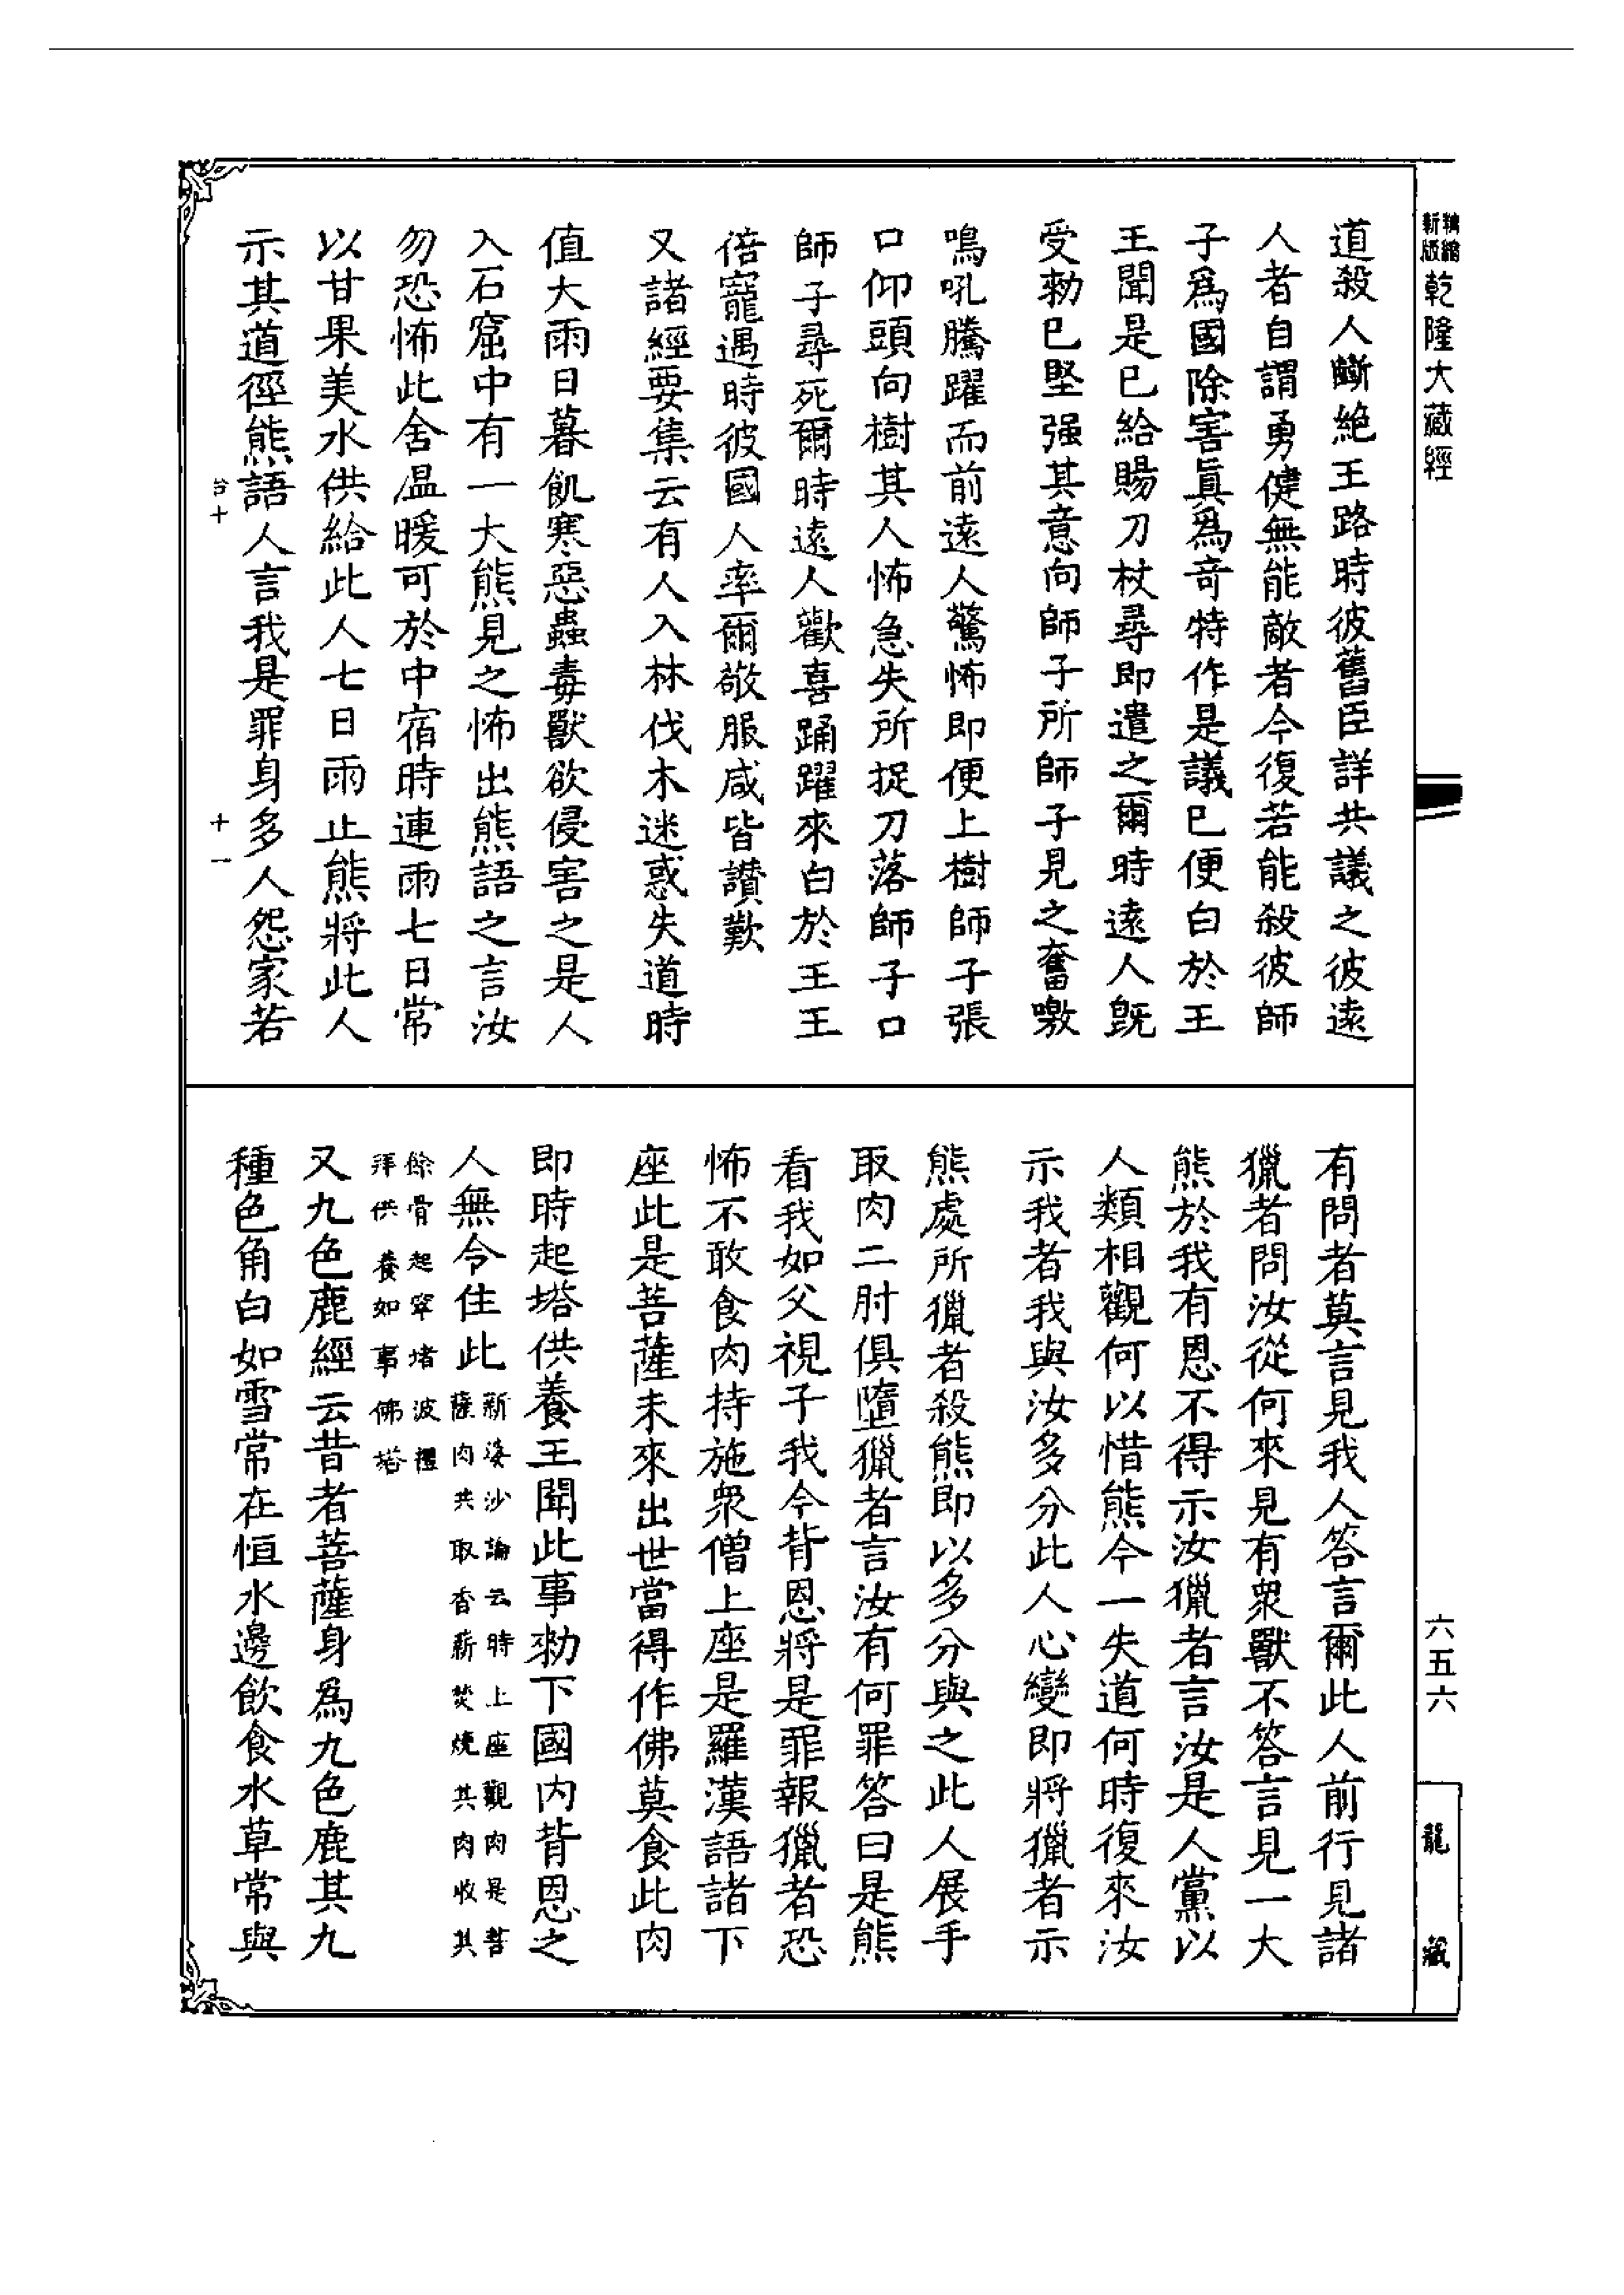 新版精縮乾隆大藏經
六五六
龍藏
道殺人斷絶王路時彼舊臣詳共議之彼遠
人者自謂勇健無能敵者今復若能殺彼師
子爲國除害眞爲奇特作是議已便白於王
王聞是已給賜刀杖尋即遣之爾時遠人旣
受勑已堅强其意向師子所師子見之奮噭
鳴吼騰躍而前遠人驚怖即便上樹師子張
口仰頭向樹其人怖急失所捉刀落師子口
師子尋死爾時遠人歡喜踊躍來白於王王
倍寵遇時彼國人率爾敬服咸皆讃歎
又諸經要集云有人入林伐木迷惑失道時
值大雨日暮飢寒惡蟲毒獸欲侵害之是人
入石窟中有一大熊見之怖出熊語之言汝
勿恐怖此舍温暖可於中宿時連雨七日常
以甘果美水供給此人七日雨止熊將此人
示其道徑熊語人言我是罪身多人怨家若
台十 十一
有問者莫言見我人答言爾此人前行見諸
獵者問汝從何來見有衆獸不答言見一大
熊於我有恩不得示汝獵者言汝是人黨以
人類相觀何以惜熊今一失道何時復來汝
示我者我與汝多分此人心變即將獵者示
熊處所獵者殺熊即以多分與之此人展手
取肉二肘俱墮獵者言汝有何罪答曰是熊
看我如父視子我今背恩將是罪報獵者恐
怖不敢食肉持施衆僧上座是羅漢語諸下
座此是菩薩未來出世當得作佛莫食此肉
即時起塔供養王聞此事勑下國内背恩之
人無令住此新婆沙論云時上座觀肉是菩
薩肉共取香薪焚燒其肉收其
餘骨起窣堵波禮
拜供養如事佛塔
又九色鹿經云昔者菩薩身爲九色鹿其九
種色角白如雪常在恒水邊飲食水草常與